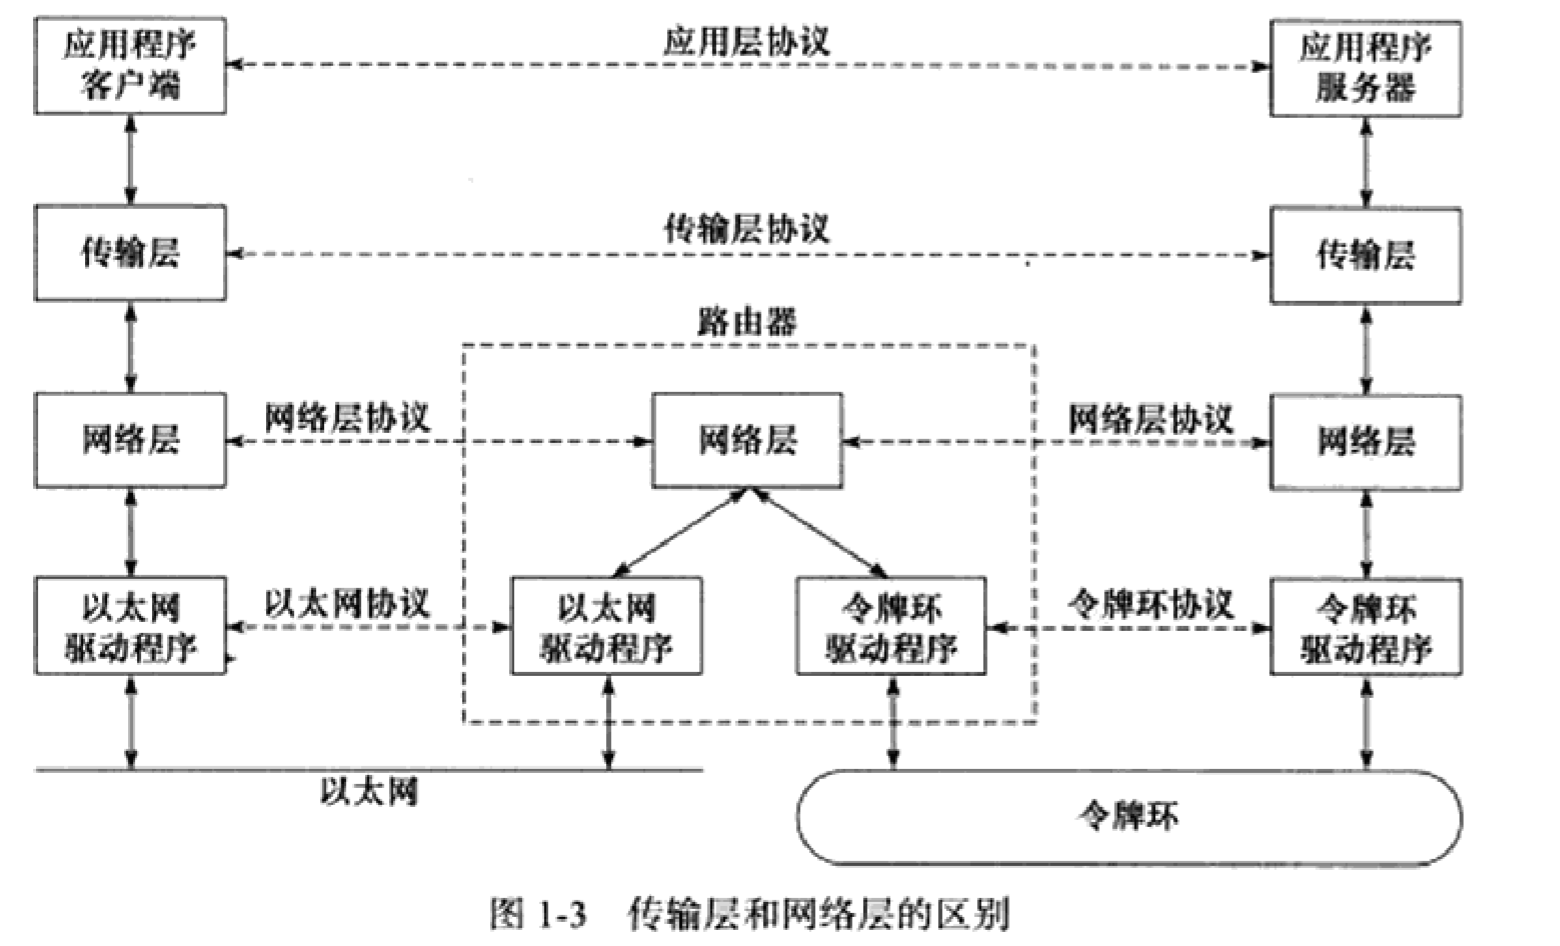 应用程序
客户端
应用层协议
应用程序
服务器
传输层
传输层协议
传输层
路由器
网络层
网络层协议
网络层
网络层协议
网络层
以太网
驱动程序
以太网协议
以太网
驱动程序
令牌环
驱动程序
令牌环协议
令牌环
驱动程序
以太网
令牌环
图 1-3 传输层和网络层的区别